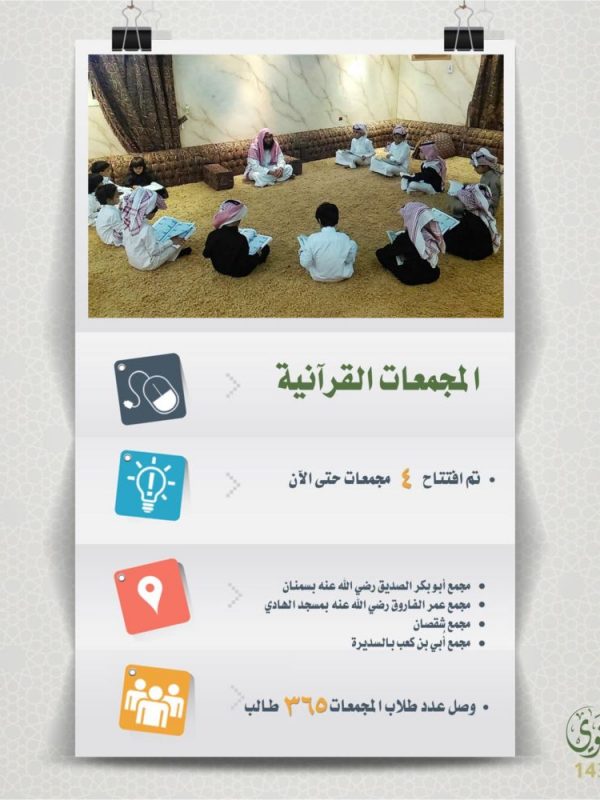 المجمعات القرآنية
• تم افتتاح ٤ مجمعات حتى الآن
• مجمع أبو بكر الصديق رضي الله عنه بسمنان
• مجمع عمر الفاروق رضي الله عنه بمسجد الهادي
• مجمع شقصان
• مجمع أبي بن كعب بالسديرة
• وصل عدد طلاب المجمعات ٣٦٥ طالب